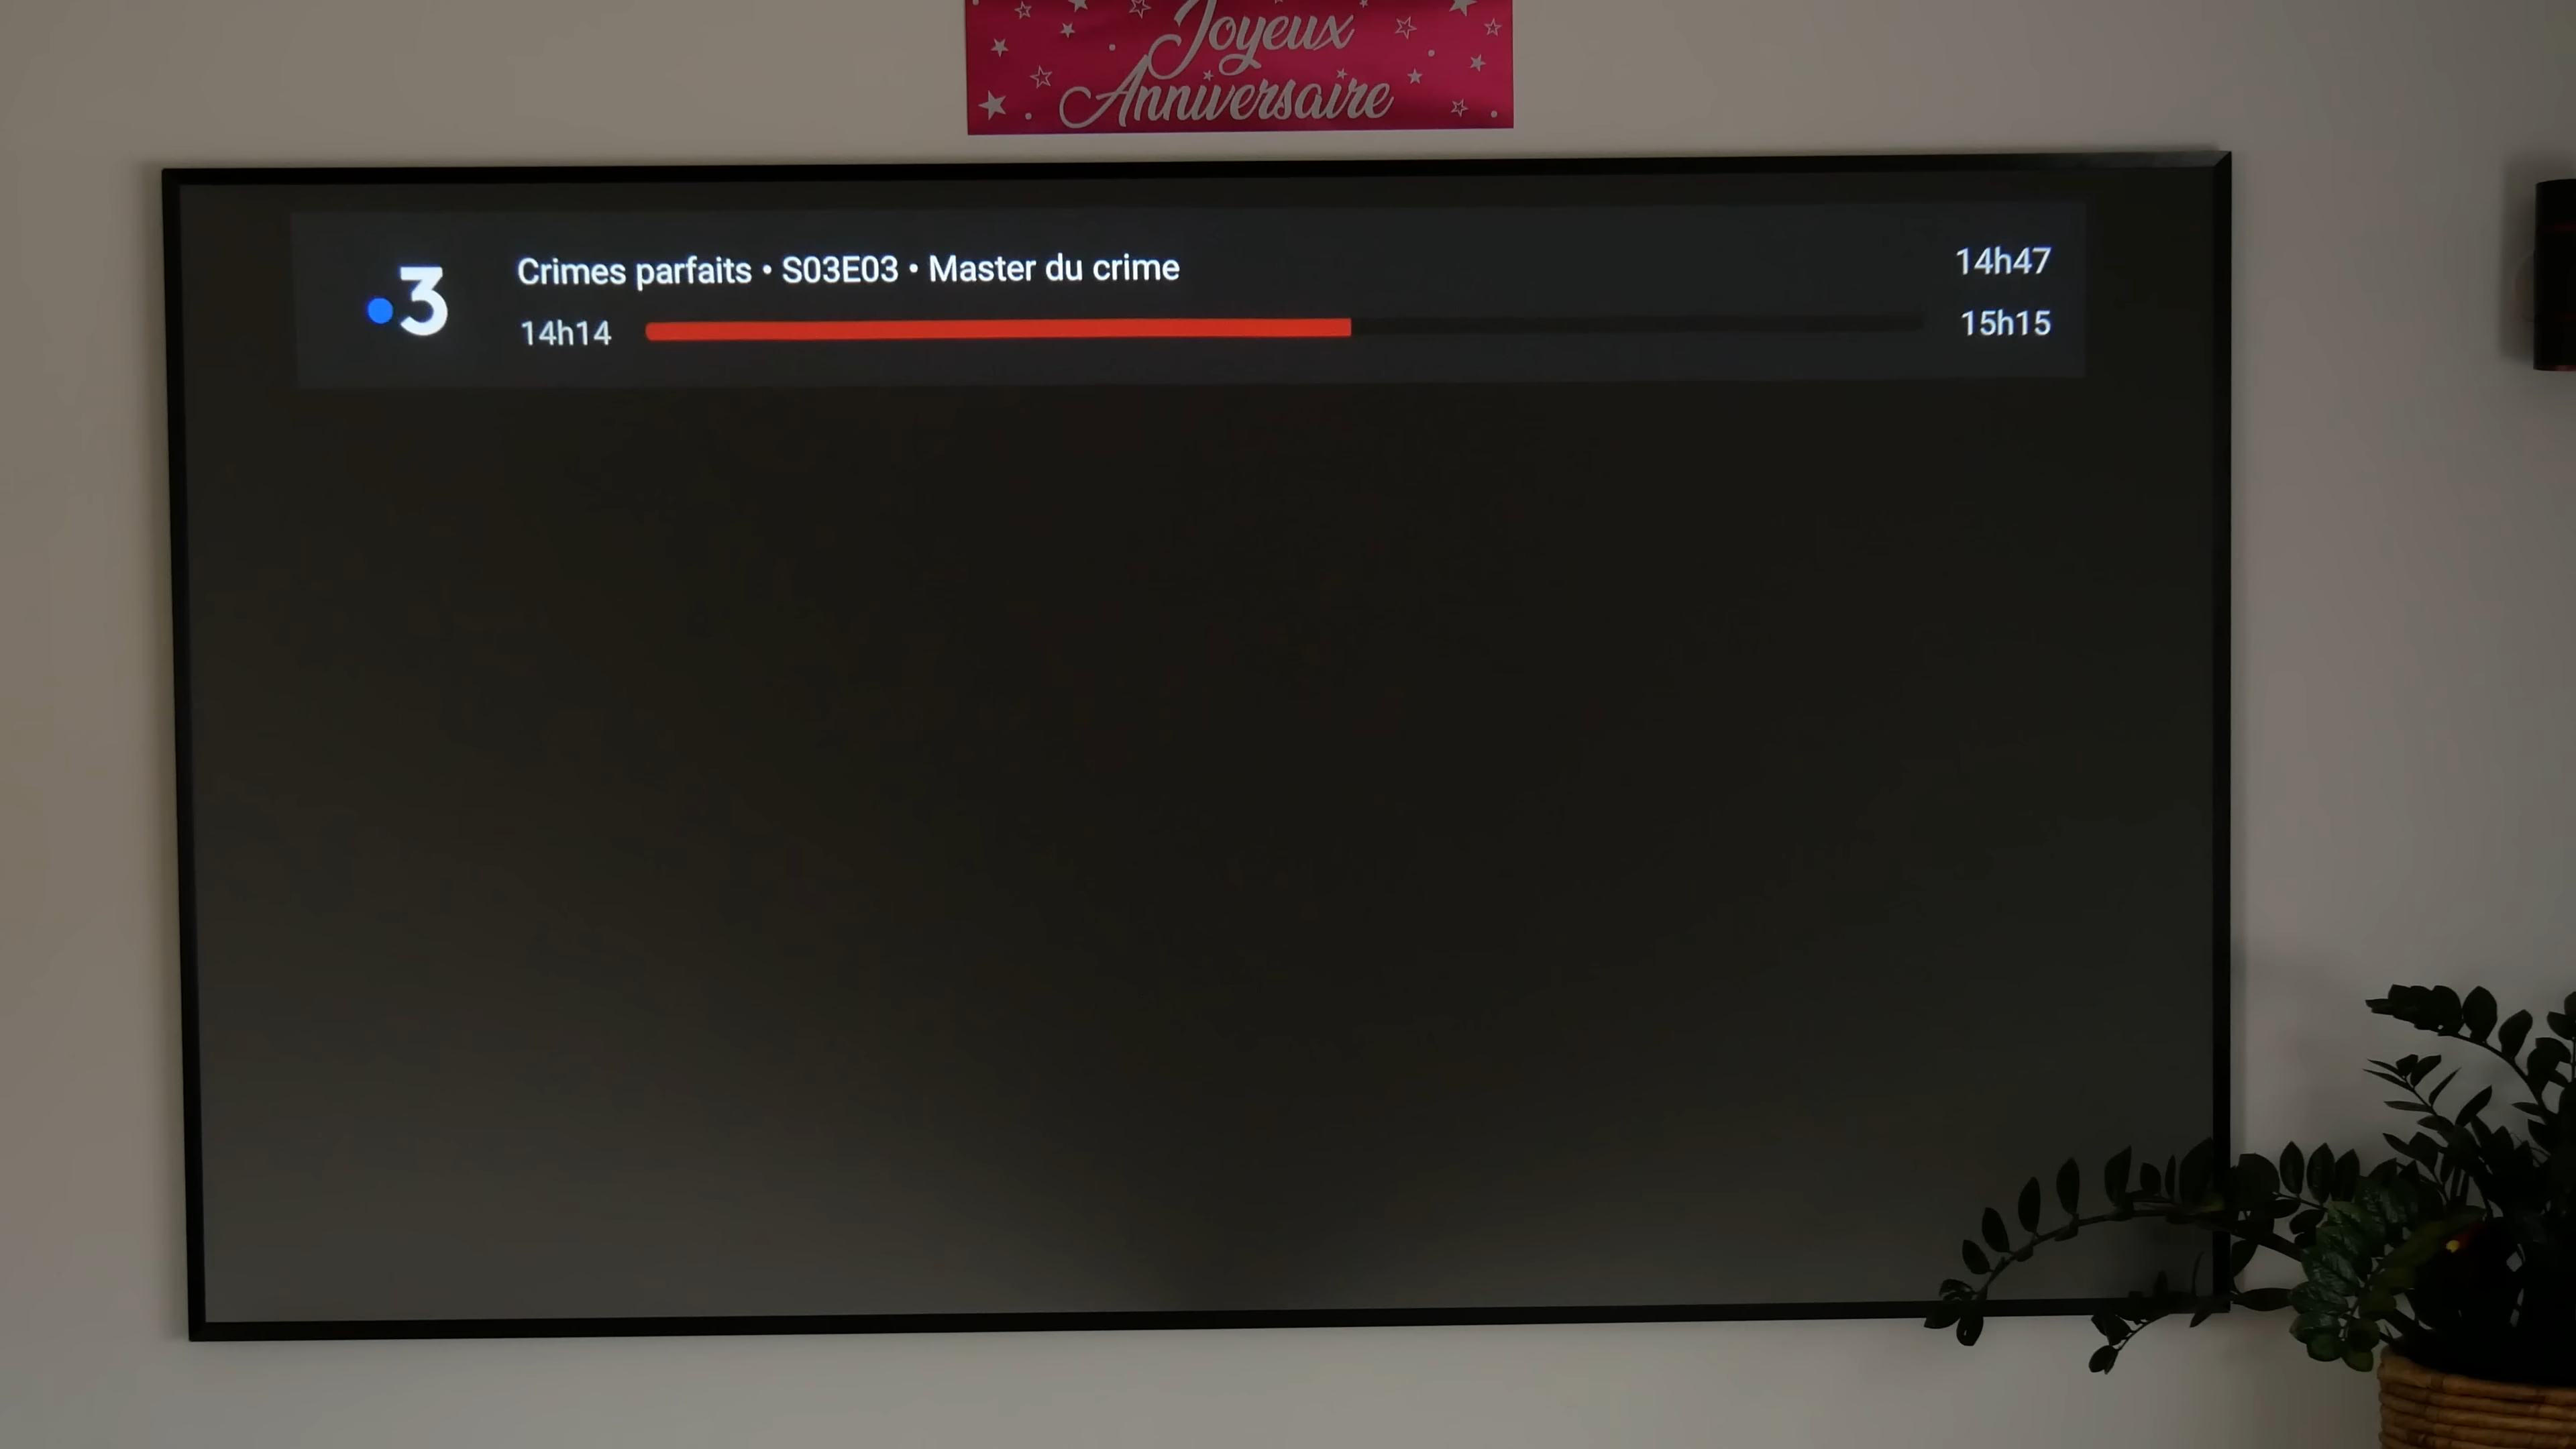 Joyeux
Anniversaire
3
Crimes parfaits • S03E03 • Master du crime
14h47
14h14
15h15